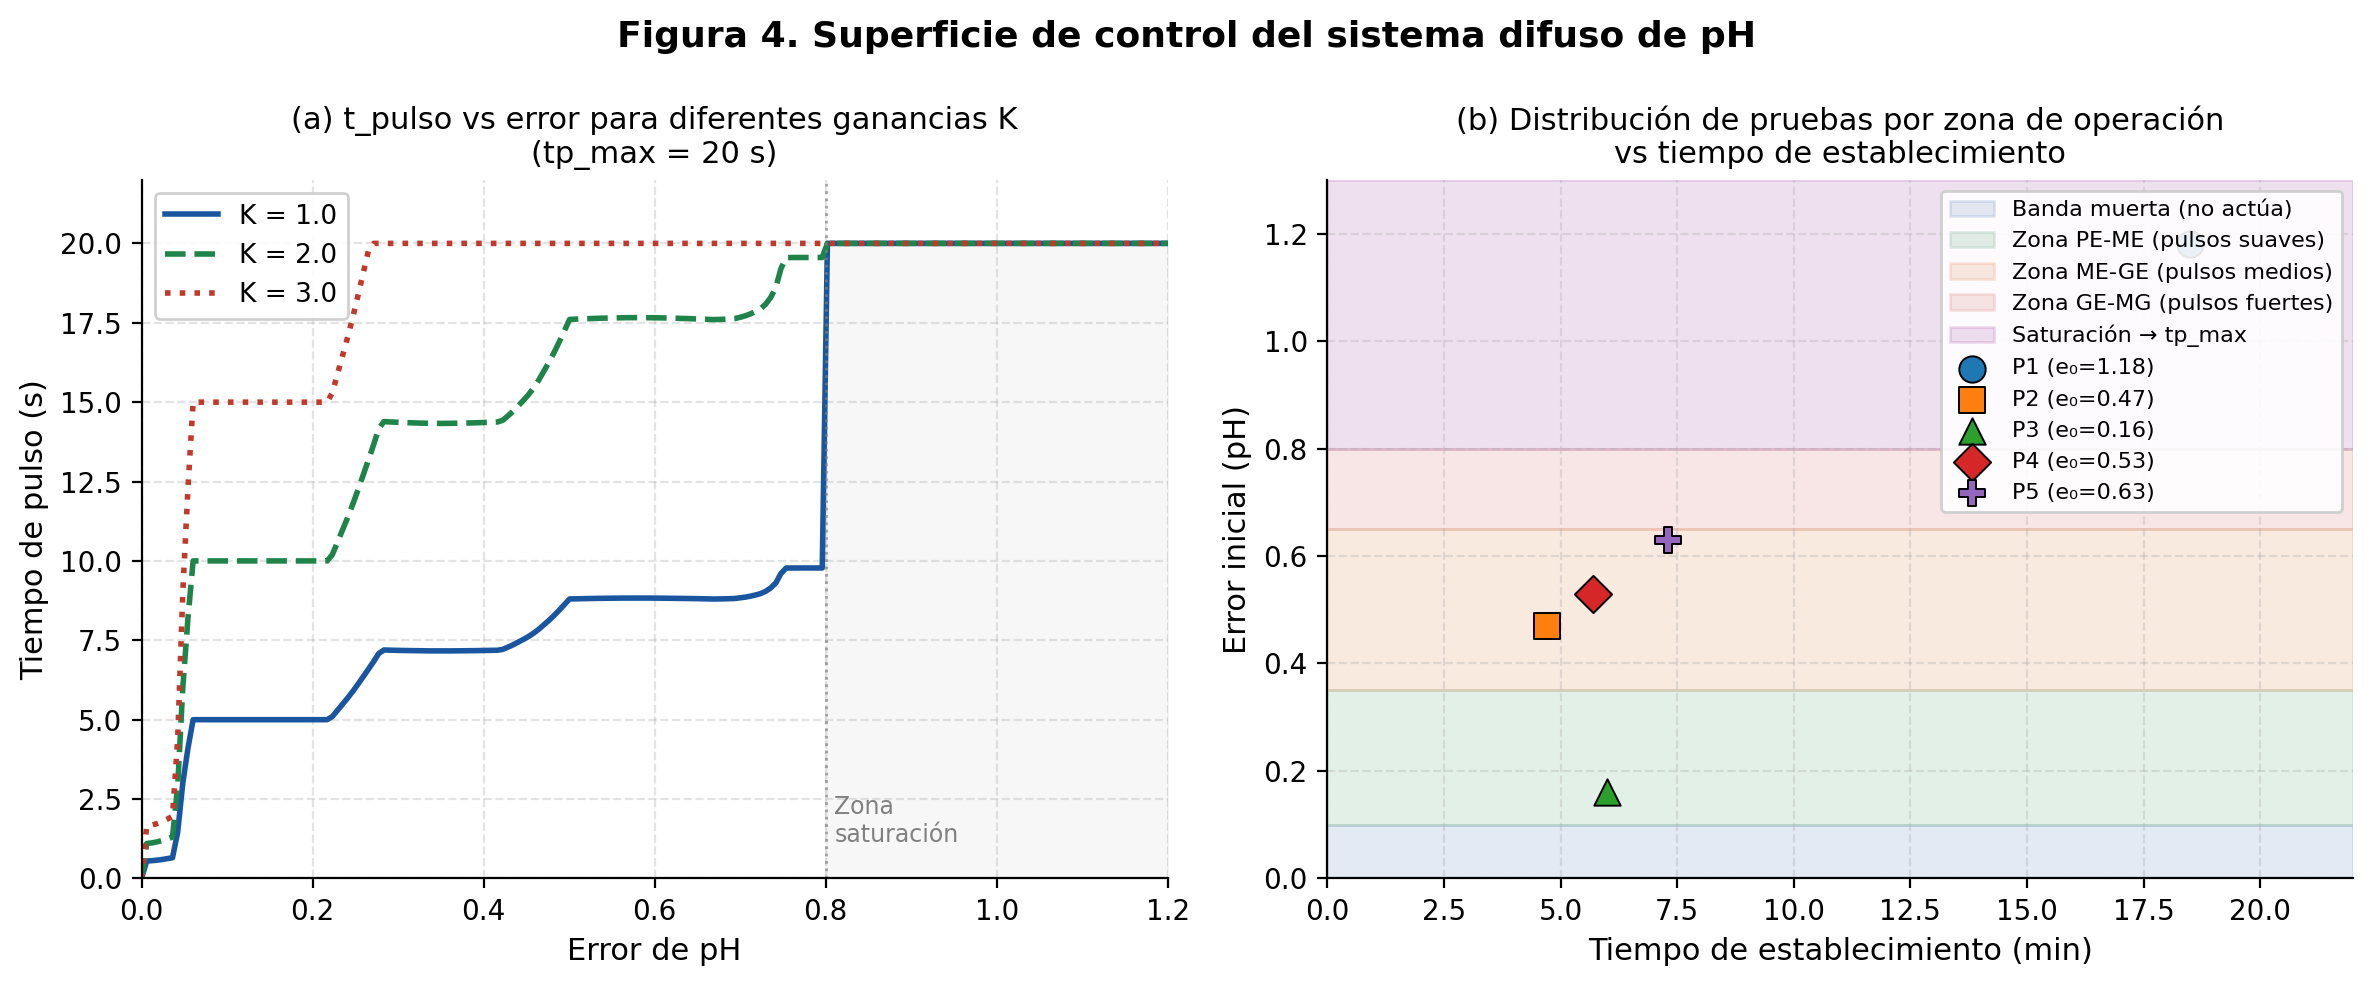 Figura 4. Superficie de control del sistema difuso de pH
(a) t_pulso vs error para diferentes ganancias K
(tp_max = 20 s)
K = 1.0
K = 2.0
K = 3.0
Tiempo de pulso (s)
20.0
17.5
15.0
12.5
10.0
7.5
5.0
2.5
0.0
Zona
saturación
0.0 0.2 0.4 0.6 0.8 1.0 1.2
Error de pH
(b) Distribución de pruebas por zona de operación
vs tiempo de establecimiento
Banda muerta (no actúa)
Zona PE-ME (pulsos suaves)
Zona ME-GE (pulsos medios)
Zona GE-MG (pulsos fuertes)
Saturación → tp_max
P1 (e₀=1.18)
P2 (e₀=0.47)
P3 (e₀=0.16)
P4 (e₀=0.53)
P5 (e₀=0.63)
Error inicial (pH)
1.2
1.0
0.8
0.6
0.4
0.2
0.0
0.0 2.5 5.0 7.5 10.0 12.5 15.0 17.5 20.0
Tiempo de establecimiento (min)